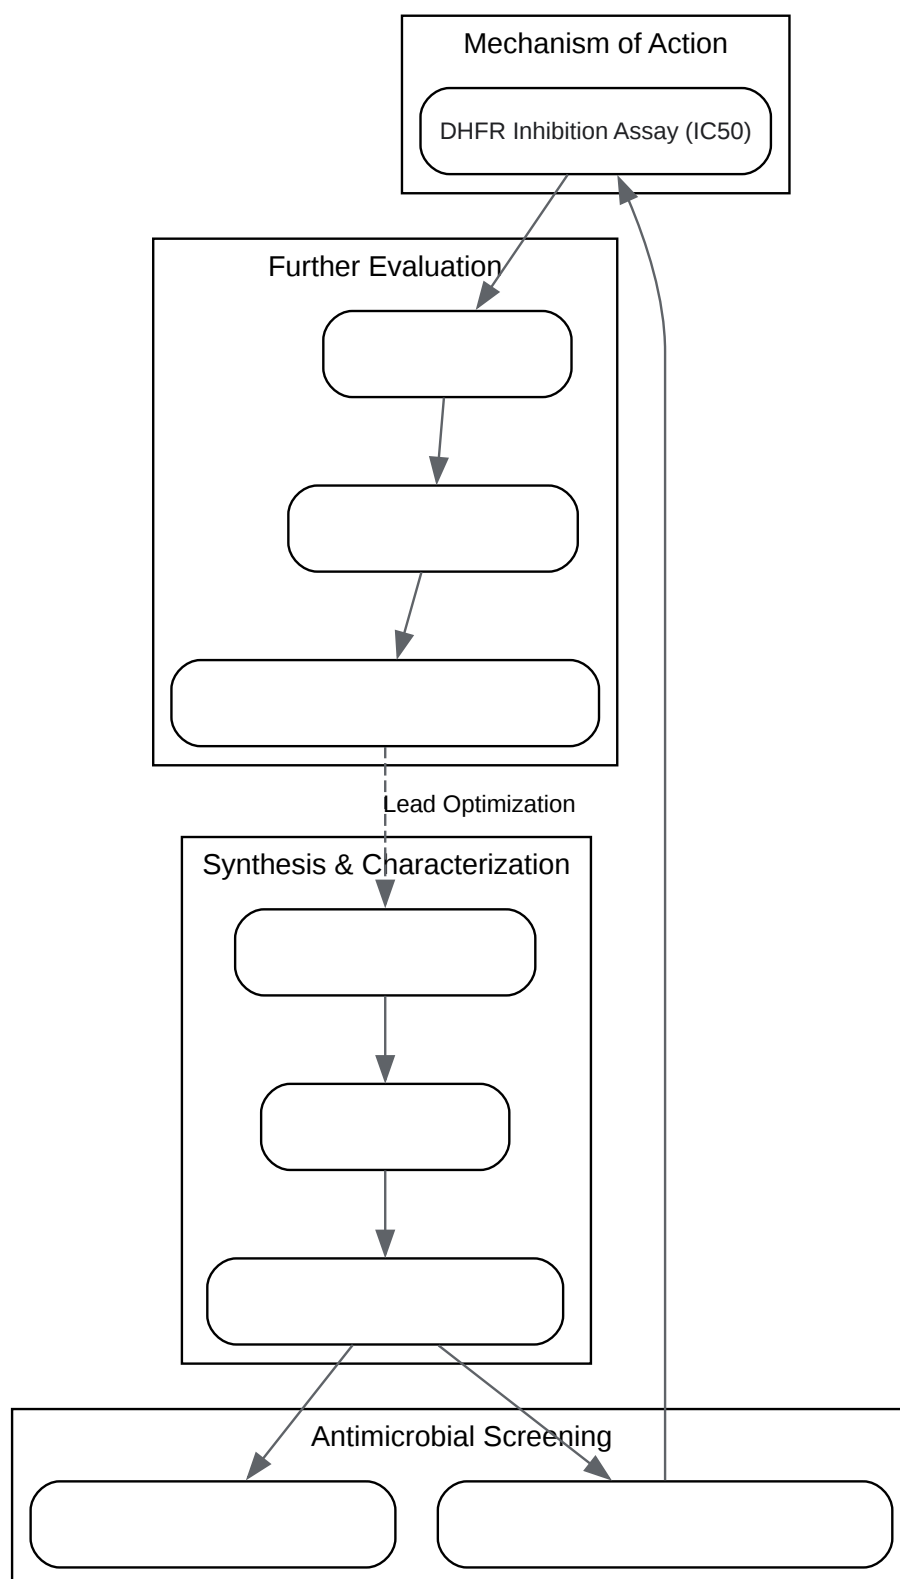 Mechanism of Action
DHFR Inhibition Assay (IC50)
Further Evaluation
Lead Optimization
Synthesis & Characterization
Antimicrobial Screening